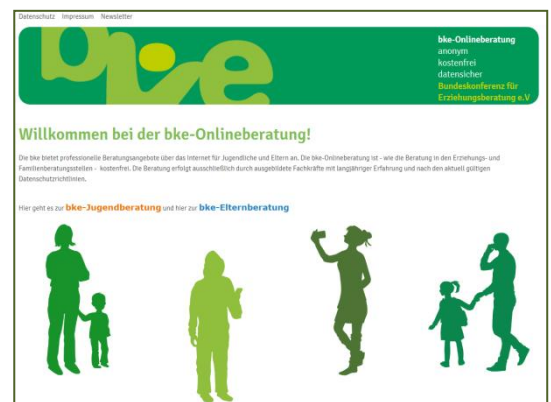 Datenschutz Impressum Newsletter
bke
bke-Onlineberatung
anonym
kostenfrei
datensicher
Bundeskonferenz für
Erziehungsberatung e.V
Willkommen bei der bke-Onlineberatung!
Die bke bietet professionelle Beratungsangebote über das Internet für Jugendliche und Eltern an. Die bke-Onlineberatung ist - wie die Beratung in den Erziehungs- und
Familienberatungsstellen - kostenfrei. Die Beratung erfolgt ausschließlich durch ausgebildete Fachkräfte mit langjähriger Erfahrung und nach den aktuell gültigen
Datenschutzrichtlinien.
Hier geht es zur bke-Jugendberatung und hier zur bke-Elternberatung